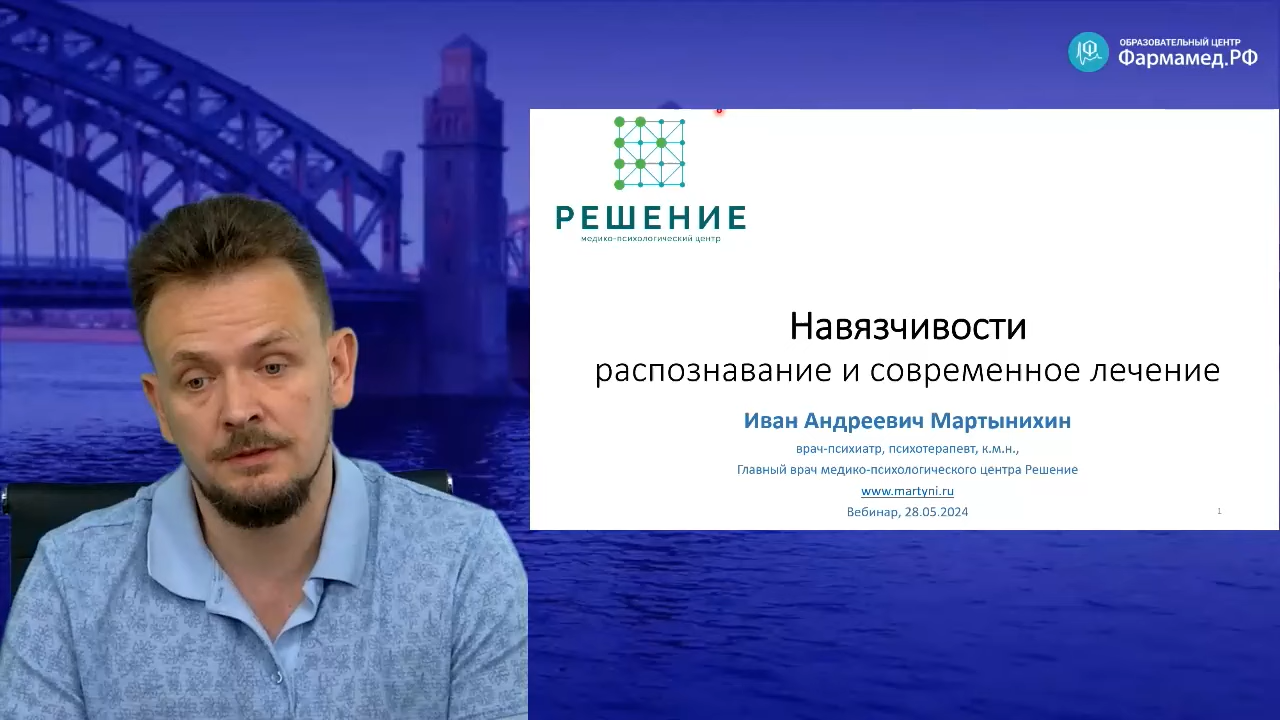 ОБРАЗОВАТЕЛЬНЫЙ ЦЕНТР
Фармамед.РФ
РЕШЕНИЕ
медико-психологический центр
Навязчивости
распознавание и современное лечение
Иван Андреевич Мартынихин
врач-психиатр, психотерапевт, к.м.н.,
Главный врач медико-психологического центра Решение
www.martyni.ru
Вебинар, 28.05.2024
1